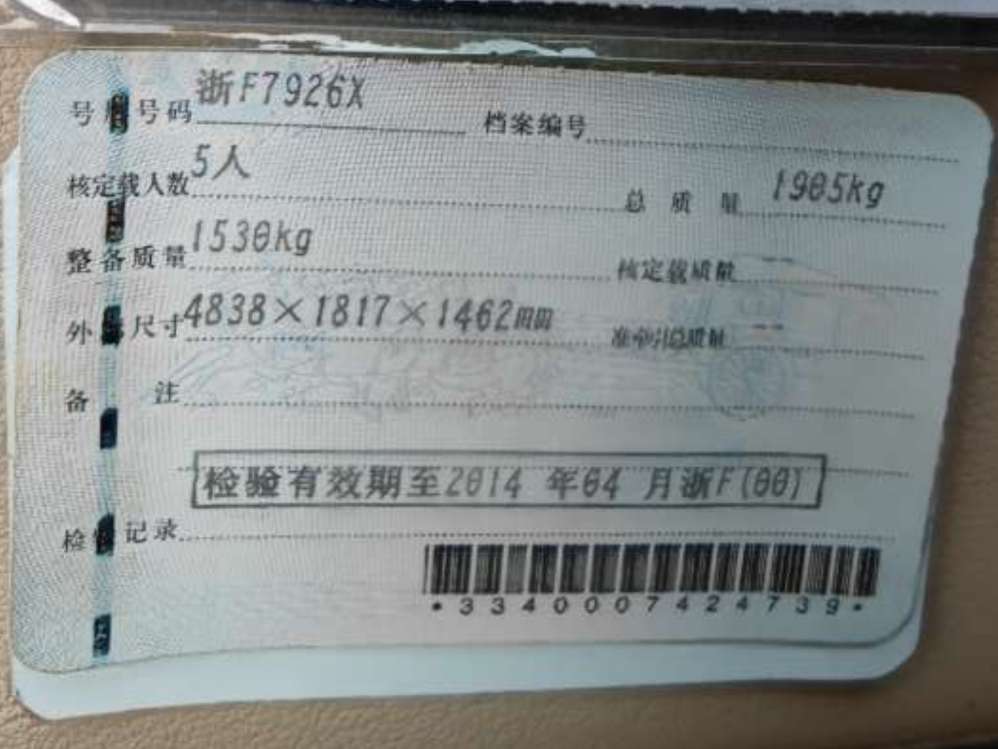 号牌号码 浙F7926X 档案编号
核定载人数 5人 总质量 1905kg
整备质量 1530kg 核定载质量 --
外廓尺寸 4838×1817×1462mm 准牵引总质量 --
备注
检验有效期至2014 年04 月浙F(00)
检验记录
*3340007424739*